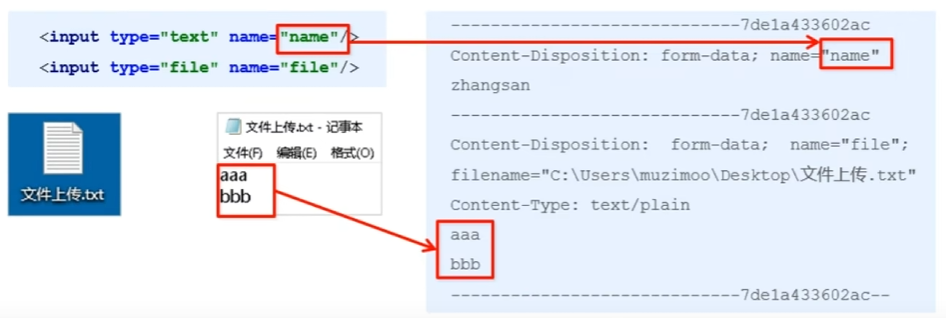 <input type="text" name="name"/>
<input type="file" name="file"/>
文件上传.txt
文件上传.txt - 记事本
文件(F) 编辑(E) 格式(O)
aaa
bbb
-----------------------------7de1a433602ac
Content-Disposition: form-data; name="name"
zhangsan
-----------------------------7de1a433602ac
Content-Disposition: form-data; name="file";
filename="C:\Users\muzimoo\Desktop\文件上传.txt"
Content-Type: text/plain
aaa
bbb
-----------------------------7de1a433602ac--